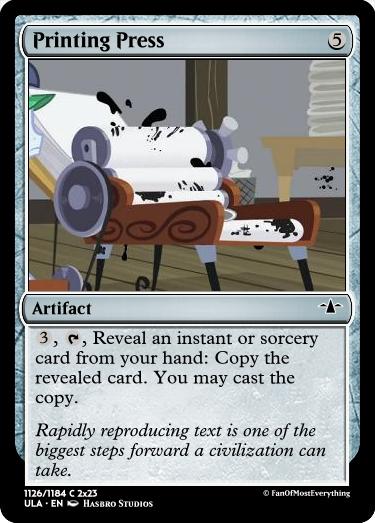 Printing Press 5
Artifact
3, , Reveal an instant or sorcery
card from your hand: Copy the
revealed card. You may cast the
copy.
Rapidly reproducing text is one of the
biggest steps forward a civilization can
take.
1126/1184 C 2x23
ULA • EN Hasbro Studios
© FanOfMostEverything